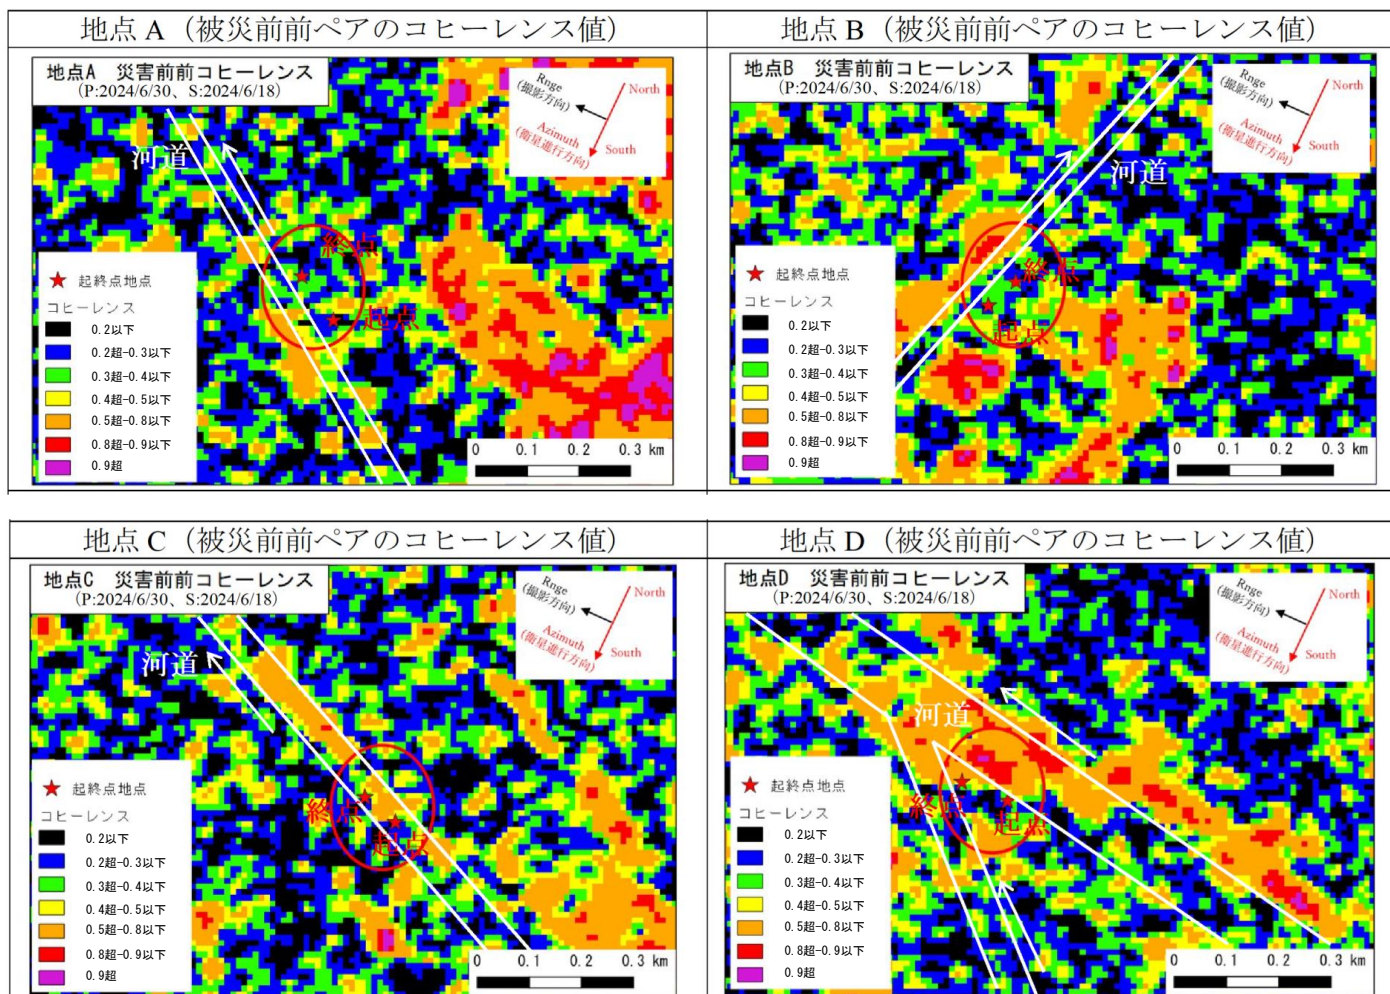 地点 A（被災前前ペアのコヒーレンス値）
地点A 災害前前コヒーレンス
(P:2024/6/30、S:2024/6/18)
Rnge
(撮影方向)
North
Azimuth
(衛星進行方向)
South
河道
終点
起点
★ 起終点地点
コヒーレンス
0.2以下
0.2超-0.3以下
0.3超-0.4以下
0.4超-0.5以下
0.5超-0.8以下
0.8超-0.9以下
0.9超
0 0.1 0.2 0.3 km
地点 B（被災前前ペアのコヒーレンス値）
地点B 災害前前コヒーレンス
(P:2024/6/30、S:2024/6/18)
Rnge
(撮影方向)
North
Azimuth
(衛星進行方向)
South
河道
終点
起点
★ 起終点地点
コヒーレンス
0.2以下
0.2超-0.3以下
0.3超-0.4以下
0.4超-0.5以下
0.5超-0.8以下
0.8超-0.9以下
0.9超
0 0.1 0.2 0.3 km
地点 C（被災前前ペアのコヒーレンス値）
地点C 災害前前コヒーレンス
(P:2024/6/30、S:2024/6/18)
Rnge
(撮影方向)
North
Azimuth
(衛星進行方向)
South
河道
終点
起点
★ 起終点地点
コヒーレンス
0.2以下
0.2超-0.3以下
0.3超-0.4以下
0.4超-0.5以下
0.5超-0.8以下
0.8超-0.9以下
0.9超
0 0.1 0.2 0.3 km
地点 D（被災前前ペアのコヒーレンス値）
地点D 災害前前コヒーレンス
(P:2024/6/30、S:2024/6/18)
Rnge
(撮影方向)
North
Azimuth
(衛星進行方向)
South
河道
終点
起点
★ 起終点地点
コヒーレンス
0.2以下
0.2超-0.3以下
0.3超-0.4以下
0.4超-0.5以下
0.5超-0.8以下
0.8超-0.9以下
0.9超
0 0.1 0.2 0.3 km